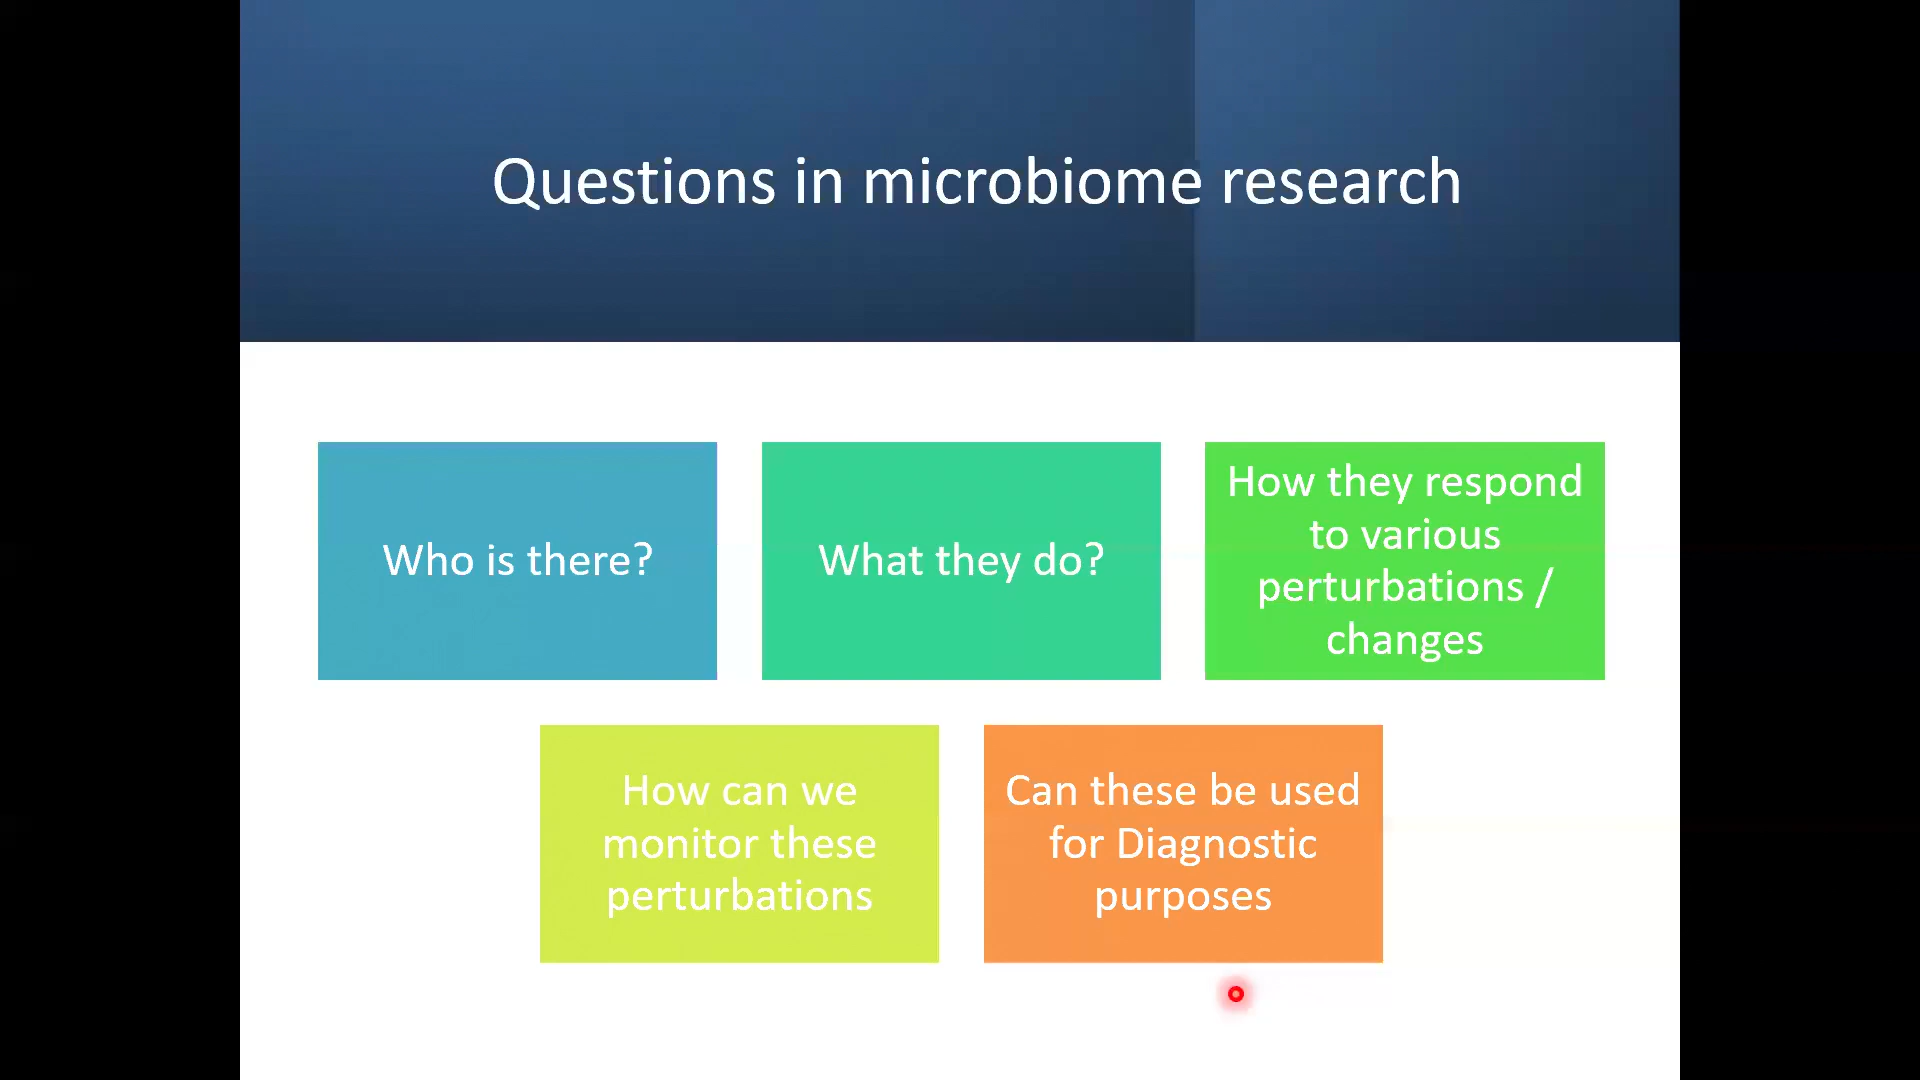 Questions in microbiome research
Who is there?
What they do?
How they respond
to various
perturbations /
changes
How can we
monitor these
perturbations
Can these be used
for Diagnostic
purposes